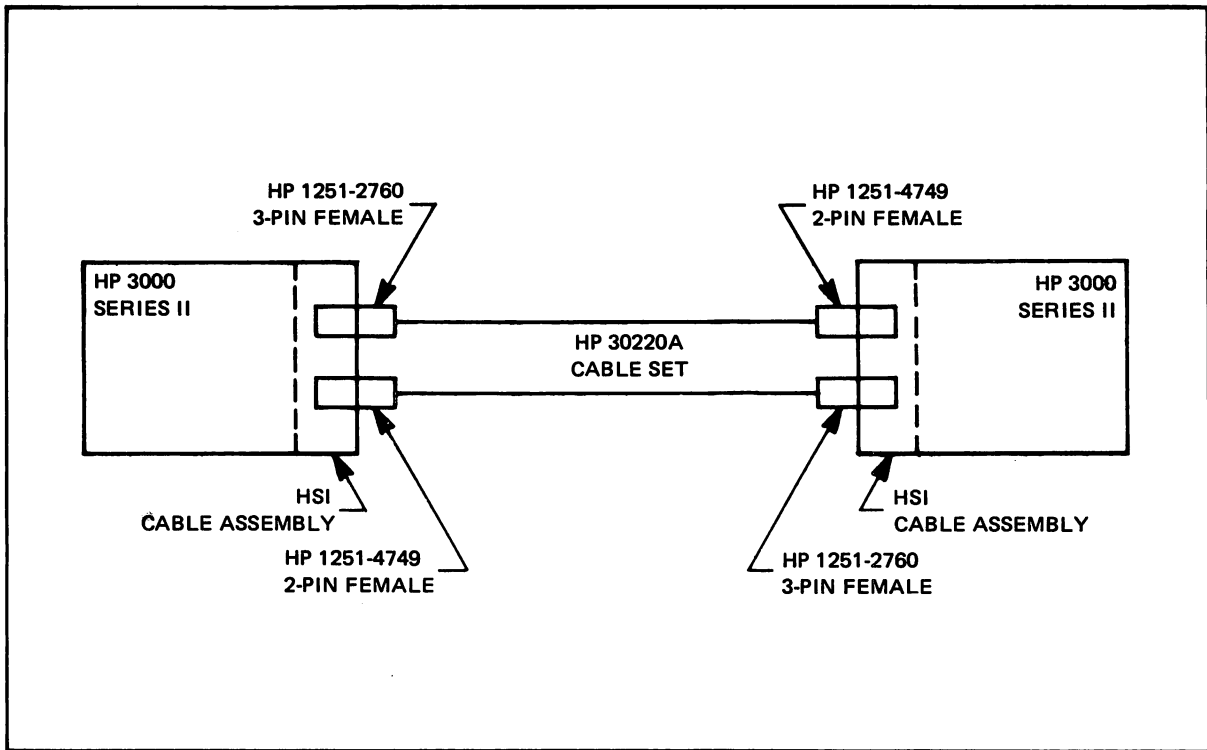 HP 1251-2760
3-PIN FEMALE
HP 1251-4749
2-PIN FEMALE
HP 3000
SERIES II
HP 3000
SERIES II
HP 30220A
CABLE SET
HSI
CABLE ASSEMBLY
HSI
CABLE ASSEMBLY
HP 1251-4749
2-PIN FEMALE
HP 1251-2760
3-PIN FEMALE